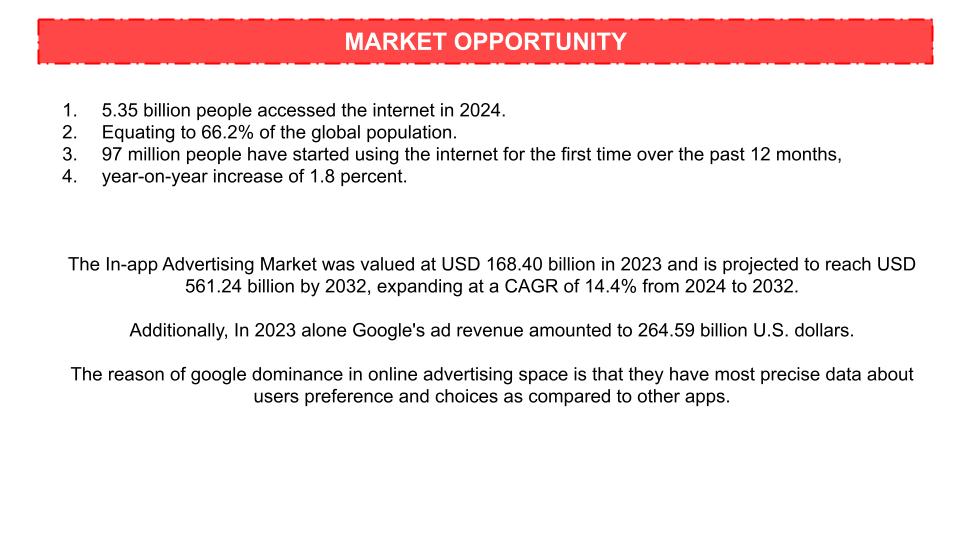 MARKET OPPORTUNITY
1. 5.35 billion people accessed the internet in 2024.
2. Equating to 66.2% of the global population.
3. 97 million people have started using the internet for the first time over the past 12 months,
4. year-on-year increase of 1.8 percent.
The In-app Advertising Market was valued at USD 168.40 billion in 2023 and is projected to reach USD
561.24 billion by 2032, expanding at a CAGR of 14.4% from 2024 to 2032.
Additionally, In 2023 alone Google's ad revenue amounted to 264.59 billion U.S. dollars.
The reason of google dominance in online advertising space is that they have most precise data about
users preference and choices as compared to other apps.